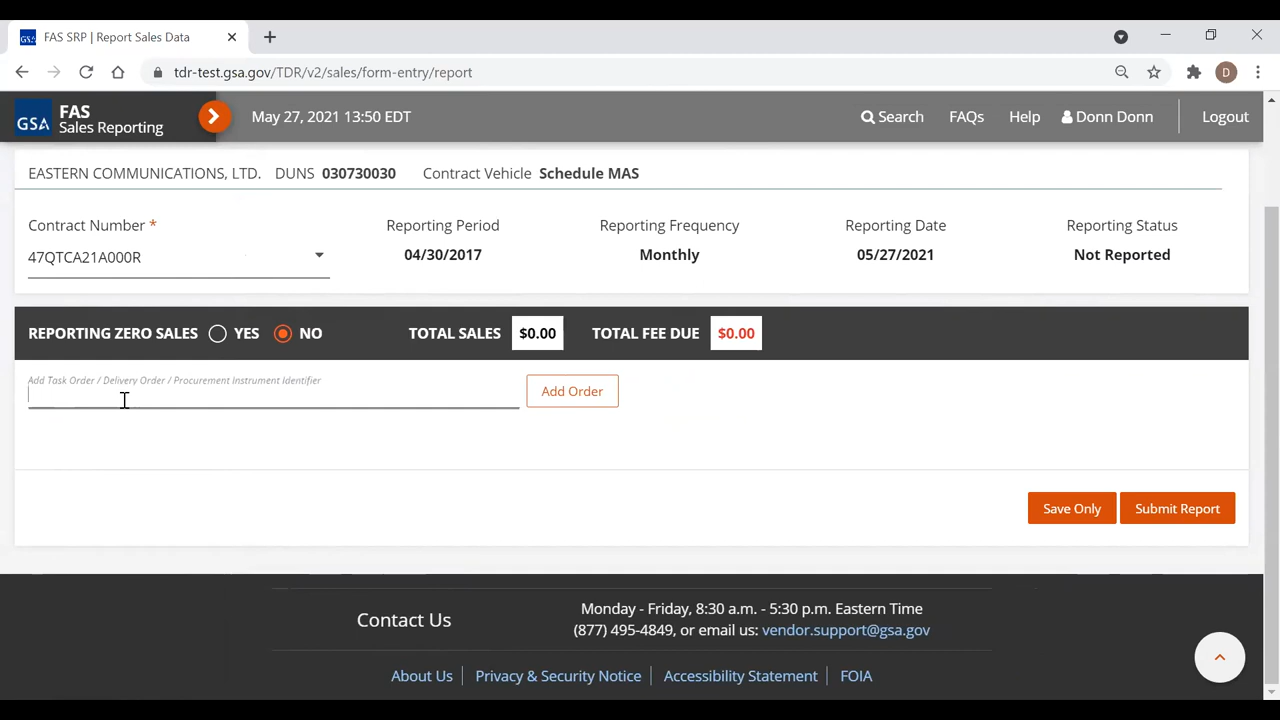 FAS SRP | Report Sales Data
tdr-test.gsa.gov/TDR/v2/sales/form-entry/report
D
GSA
FAS
Sales Reporting
May 27, 2021 13:50 EDT
Search
FAQs
Help
Donn Donn
Logout
EASTERN COMMUNICATIONS, LTD. DUNS 030730030 Contract Vehicle Schedule MAS
Contract Number *
47QTCA21A000R
Reporting Period
04/30/2017
Reporting Frequency
Monthly
Reporting Date
05/27/2021
Reporting Status
Not Reported
REPORTING ZERO SALES YES NO TOTAL SALES $0.00 TOTAL FEE DUE $0.00
Add Task Order / Delivery Order / Procurement Instrument Identifier
Add Order
Save Only
Submit Report
Contact Us
Monday - Friday, 8:30 a.m. - 5:30 p.m. Eastern Time
(877) 495-4849, or email us: vendor.support@gsa.gov
About Us
Privacy & Security Notice
Accessibility Statement
FOIA